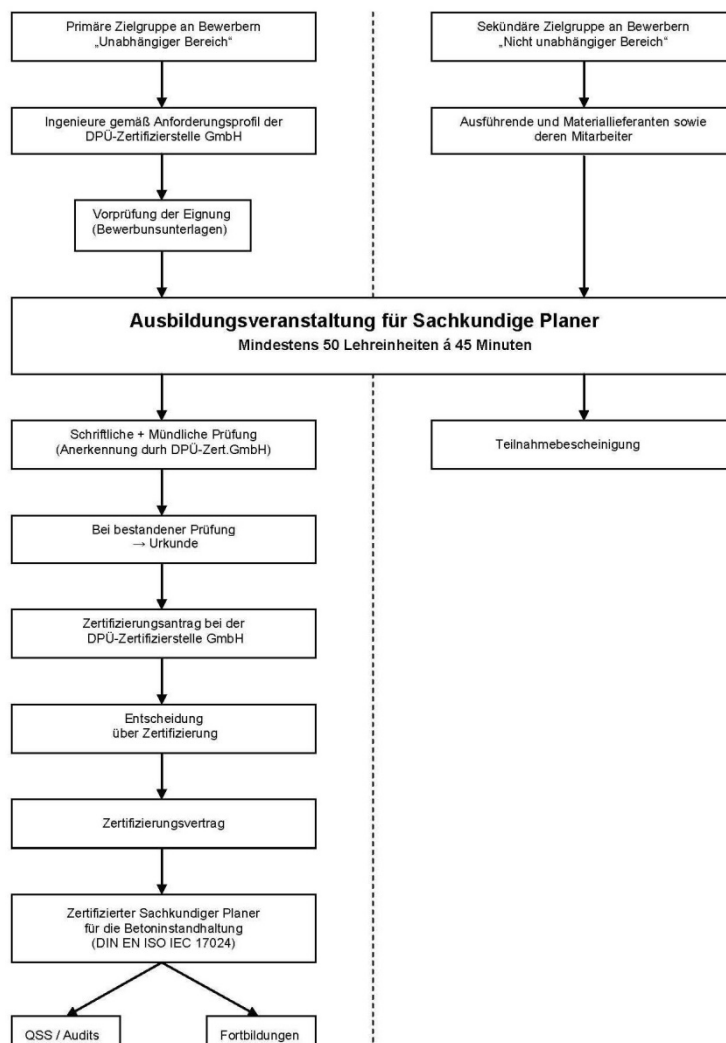 Primäre Zielgruppe an Bewerbern
„Unabhängiger Bereich“
Sekündäre Zielgruppe an Bewerbern
„Nicht unabhängiger Bereich“
Ingenieure gemäß Anforderungsprofil der
DPÜ-Zertifizierstelle GmbH
Ausführende und Materiallieferanten sowie
deren Mitarbeiter
Vorprüfung der Eignung
(Bewerbunsunterlagen)
Ausbildungsveranstaltung für Sachkundige Planer
Mindestens 50 Lehreinheiten á 45 Minuten
Schriftliche + Mündliche Prüfung
(Anerkennung durh DPÜ-Zert.GmbH)
Teilnahmebescheinigung
Bei bestandener Prüfung
→ Urkunde
Zertifizierungsantrag bei der
DPÜ-Zertifizierstelle GmbH
Entscheidung
über Zertifizierung
Zertifizierungsvertrag
Zertifizierter Sachkundiger Planer
für die Betoninstandhaltung
(DIN EN ISO IEC 17024)
QSS / Audits
Fortbildungen